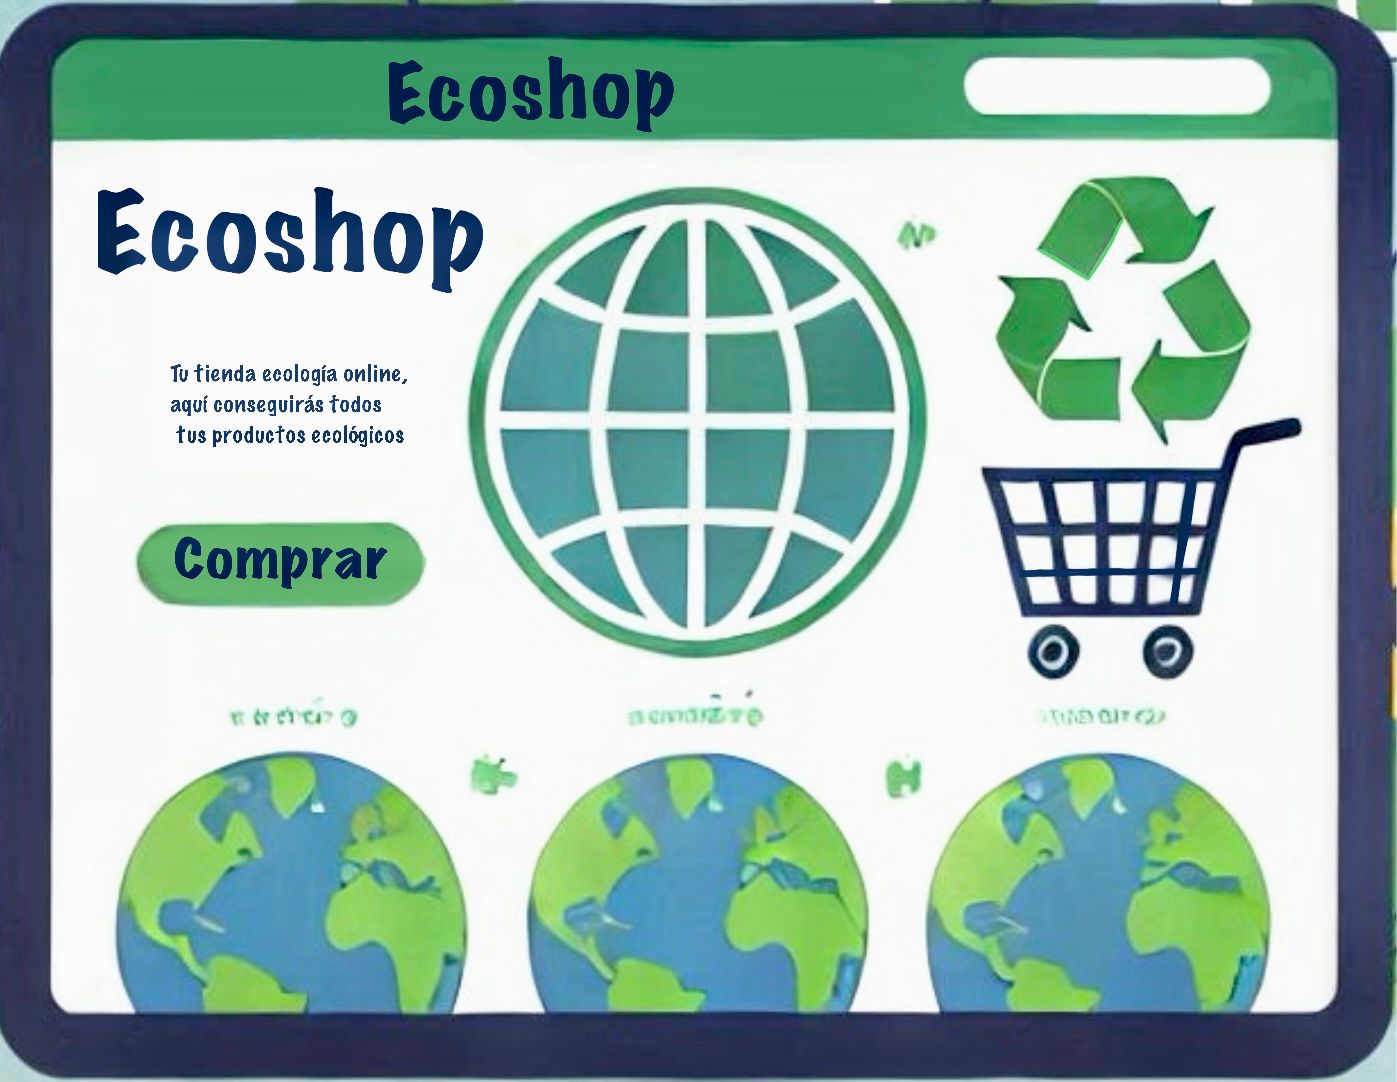 Ecoshop
Ecoshop
Tu tienda ecología online,
aquí conseguirás todos
tus productos ecológicos
Comprar